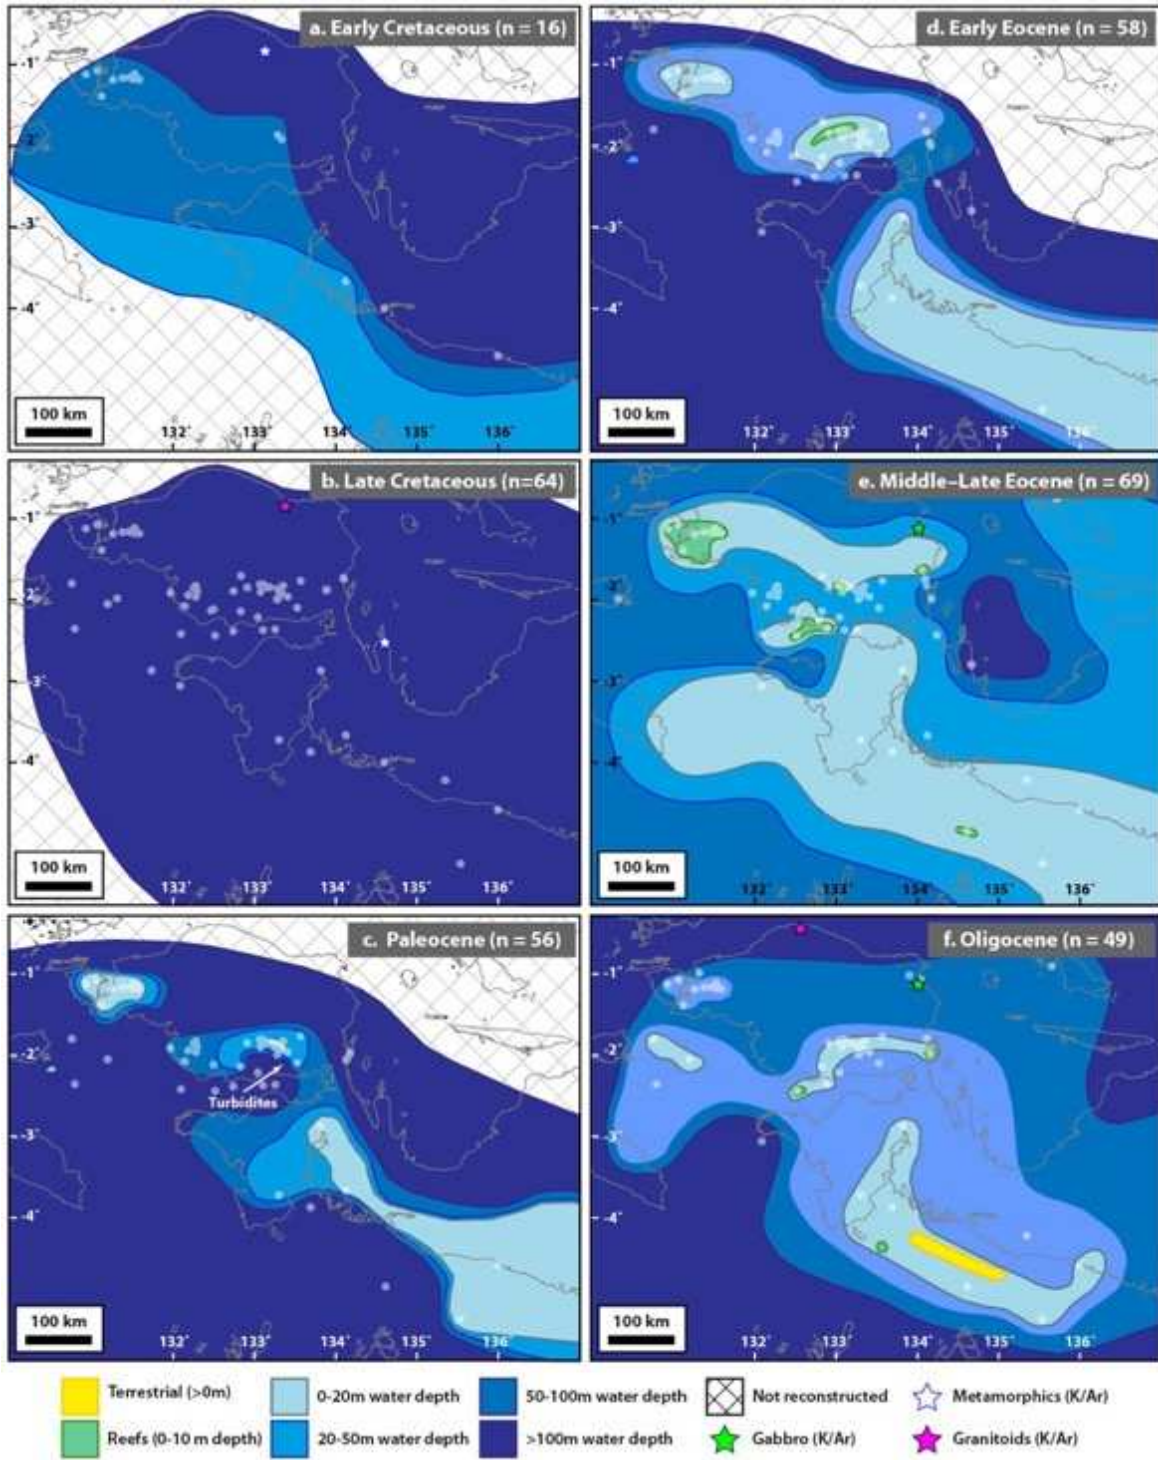 a. Early Cretaceous (n = 16)
-1°
-2°
-3°
-4°
100 km
132°
133°
134°
135°
136°
d. Early Eocene (n = 58)
-1°
-2°
-3°
-4°
100 km
132°
133°
134°
135°
136°
b. Late Cretaceous (n=64)
-1°
-2°
-3°
-4°
100 km
132°
133°
134°
135°
136°
e. Middle–Late Eocene (n = 69)
-1°
-2°
-3°
-4°
100 km
132°
133°
134°
135°
136°
c. Paleocene (n = 56)
-1°
-2°
Turbidites
-3°
-4°
100 km
132°
133°
134°
135°
136°
f. Oligocene (n = 49)
-1°
-2°
-3°
-4°
100 km
132°
133°
134°
135°
136°
Terrestrial (>0m)
0-20m water depth
50-100m water depth
Not reconstructed
Metamorphics (K/Ar)
Reefs (0-10 m depth)
20-50m water depth
>100m water depth
Gabbro (K/Ar)
Granitoids (K/Ar)